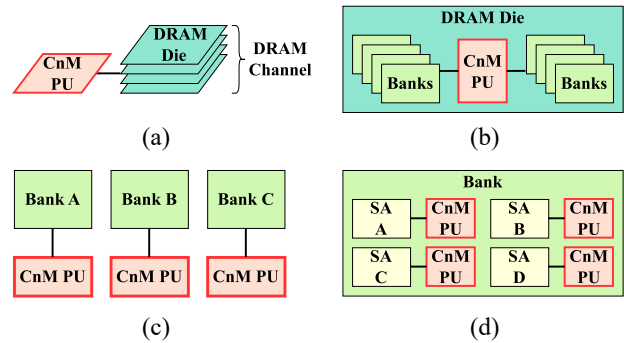 CnM
PU
DRAM
Die
DRAM
Channel
(a)
DRAM Die
Banks
CnM
PU
Banks
(b)
Bank A
Bank B
Bank C
CnM PU
CnM PU
CnM PU
(c)
Bank
SA
A
CnM
PU
SA
B
CnM
PU
SA
C
CnM
PU
SA
D
CnM
PU
(d)